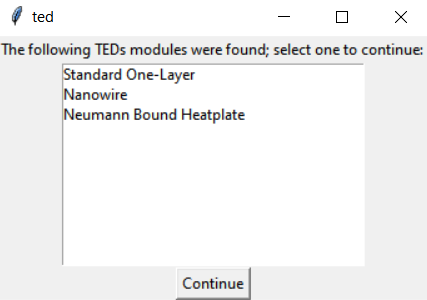 ted
The following TEDs modules were found; select one to continue:
Standard One-Layer
Nanowire
Neumann Bound Heatplate
Continue